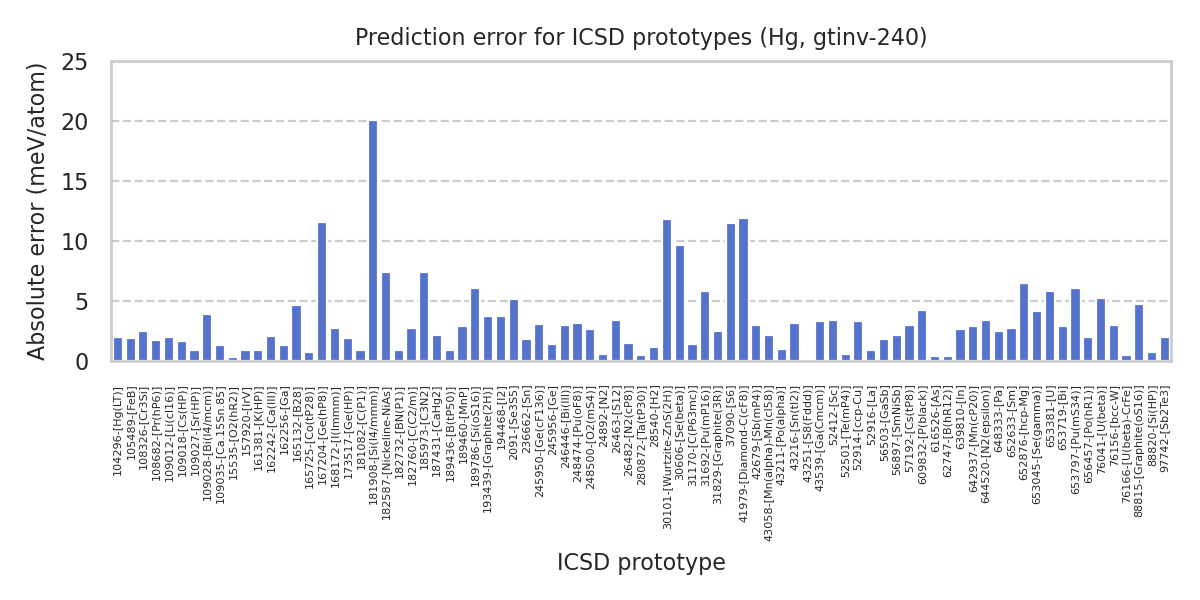 Prediction error for ICSD prototypes (Hg, gtinv-240)
Absolute error (meV/atom)
25
20
15
10
5
0
104296-[Hg(LT)]
105489-[FeB]
108326-[Cr3Si]
108682-[Pr(hP6)]
109012-[Li(cI16)]
109018-[Cs(HP)]
109027-[Sr(HP)]
109028-[Bi(I4/mcm)]
109035-[Ca.15Sn.85]
15535-[O2(hR2)]
157920-[IrV]
161381-[K(HP)]
162242-[Ca(III)]
162256-[Ga]
165132-[B28]
165725-[Co(tP28)]
167204-[Ge(hP8)]
168172-[I(Immm)]
173517-[Ge(HP)]
181082-[C(P1)]
181908-[Si(I4/mmm)]
182587-[Nickeline-NiAs]
182732-[BN(P1)]
182760-[C(C2/m)]
185973-[C3N2]
187431-[CaHg2]
189436-[B(tP50)]
189460-[MnP]
189786-[Si(oS16)]
193439-[Graphite(2H)]
194468-[I2]
2091-[Se3S5]
236662-[Sn]
245950-[Ge(cF136)]
245956-[Ge]
246446-[Bi(III)]
248474-[Pu(oF8)]
248500-[O2(mS4)]
24892-[N2]
26463-[S12]
26482-[N2(cP8)]
280872-[Ta(tP30)]
28540-[H2]
30101-[Wurtzite-ZnS(2H)]
30606-[Se(beta)]
31170-[C(P63mc)]
31692-[Pu(mP16)]
31829-[Graphite(3R)]
37090-[S6]
41979-[Diamond-C(cF8)]
42679-[Sb(mP4)]
43058-[Mn(alpha)-Mn(cI58)]
43211-[Po(alpha)]
43216-[Sn(tI2)]
43251-[S8(Fddd)]
43539-[Ga(Cmcm)]
52412-[Sc]
52501-[Te(mP4)]
52914-[ccp-Cu]
52916-[La]
56503-[GaSb]
56897-[SmNiSb]
57192-[Cs(tP8)]
609832-[P(black)]
616526-[As]
62747-[B(hR12)]
639810-[In]
642937-[Mn(cP20)]
644520-[N2(epsilon)]
648333-[Pa]
652633-[Sm]
652876-[hcp-Mg]
653045-[Se(gamma)]
653381-[U]
653719-[Bi]
653797-[Pu(mS34)]
656457-[Po(hR1)]
76041-[U(beta)]
76156-[bcc-W]
76166-[U(beta)-CrFe]
88815-[Graphite(oS16)]
88820-[Si(HP)]
97742-[Sb2Te3]
ICSD prototype